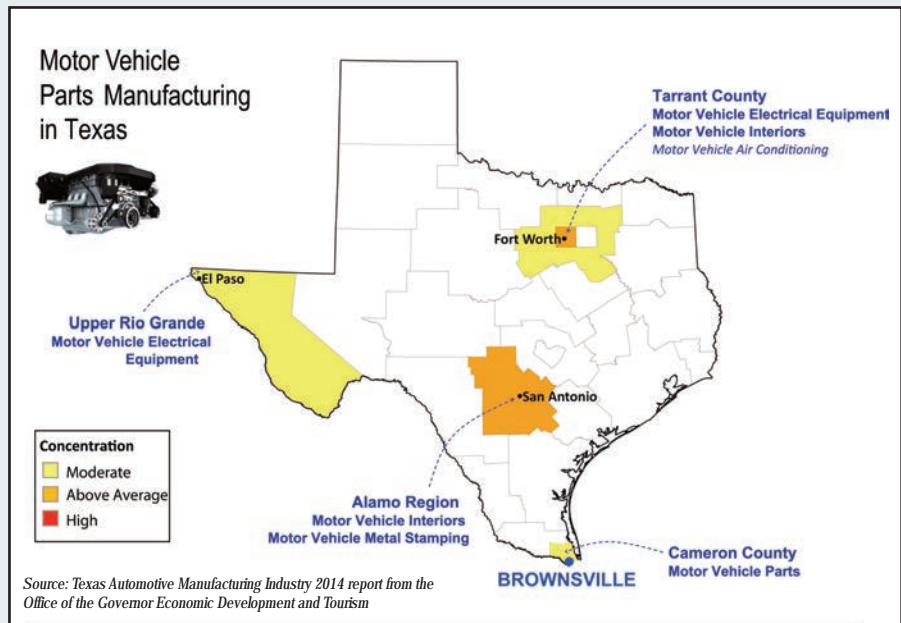 Motor Vehicle
Parts Manufacturing
in Texas
Tarrant County
Motor Vehicle Electrical Equipment
Motor Vehicle Interiors
Motor Vehicle Air Conditioning
Fort Worth
El Paso
Upper Rio Grande
Motor Vehicle Electrical
Equipment
San Antonio
Concentration
Moderate
Above Average
High
Alamo Region
Motor Vehicle Interiors
Motor Vehicle Metal Stamping
Cameron County
Motor Vehicle Parts
BROWNSVILLE
Source: Texas Automotive Manufacturing Industry 2014 report from the
Office of the Governor Economic Development and Tourism